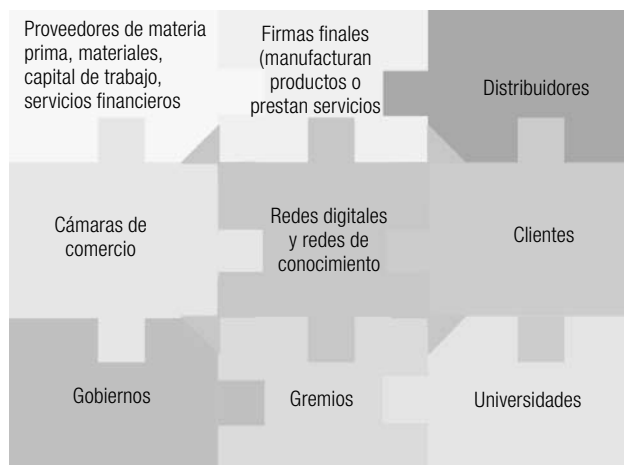 Proveedores de materia
prima, materiales,
capital de trabajo,
servicios financieros
Firmas finales
(manufacturan
productos o
prestan servicios
Distribuidores
Cámaras de
comercio
Redes digitales
y redes de
conocimiento
Clientes
Gobiernos
Gremios
Universidades